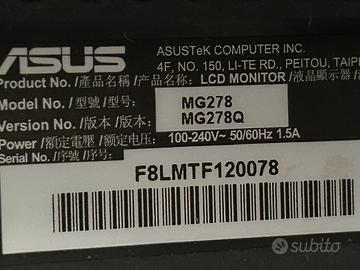 ASUS
ASUSTeK COMPUTER INC.
4F, NO. 150, LI-TE RD., PEITOU, TAIPE
Product No./產品名稱/产品名称: LCD MONITOR/液晶顯示器/
Model No./型號/型号: MG278
Version No./版本/版本: MG278Q
Power/額定電壓/额定电压: 100-240V~ 50/60Hz 1.5A
Serial No./序號/序号:
F8LMTF120078
subito